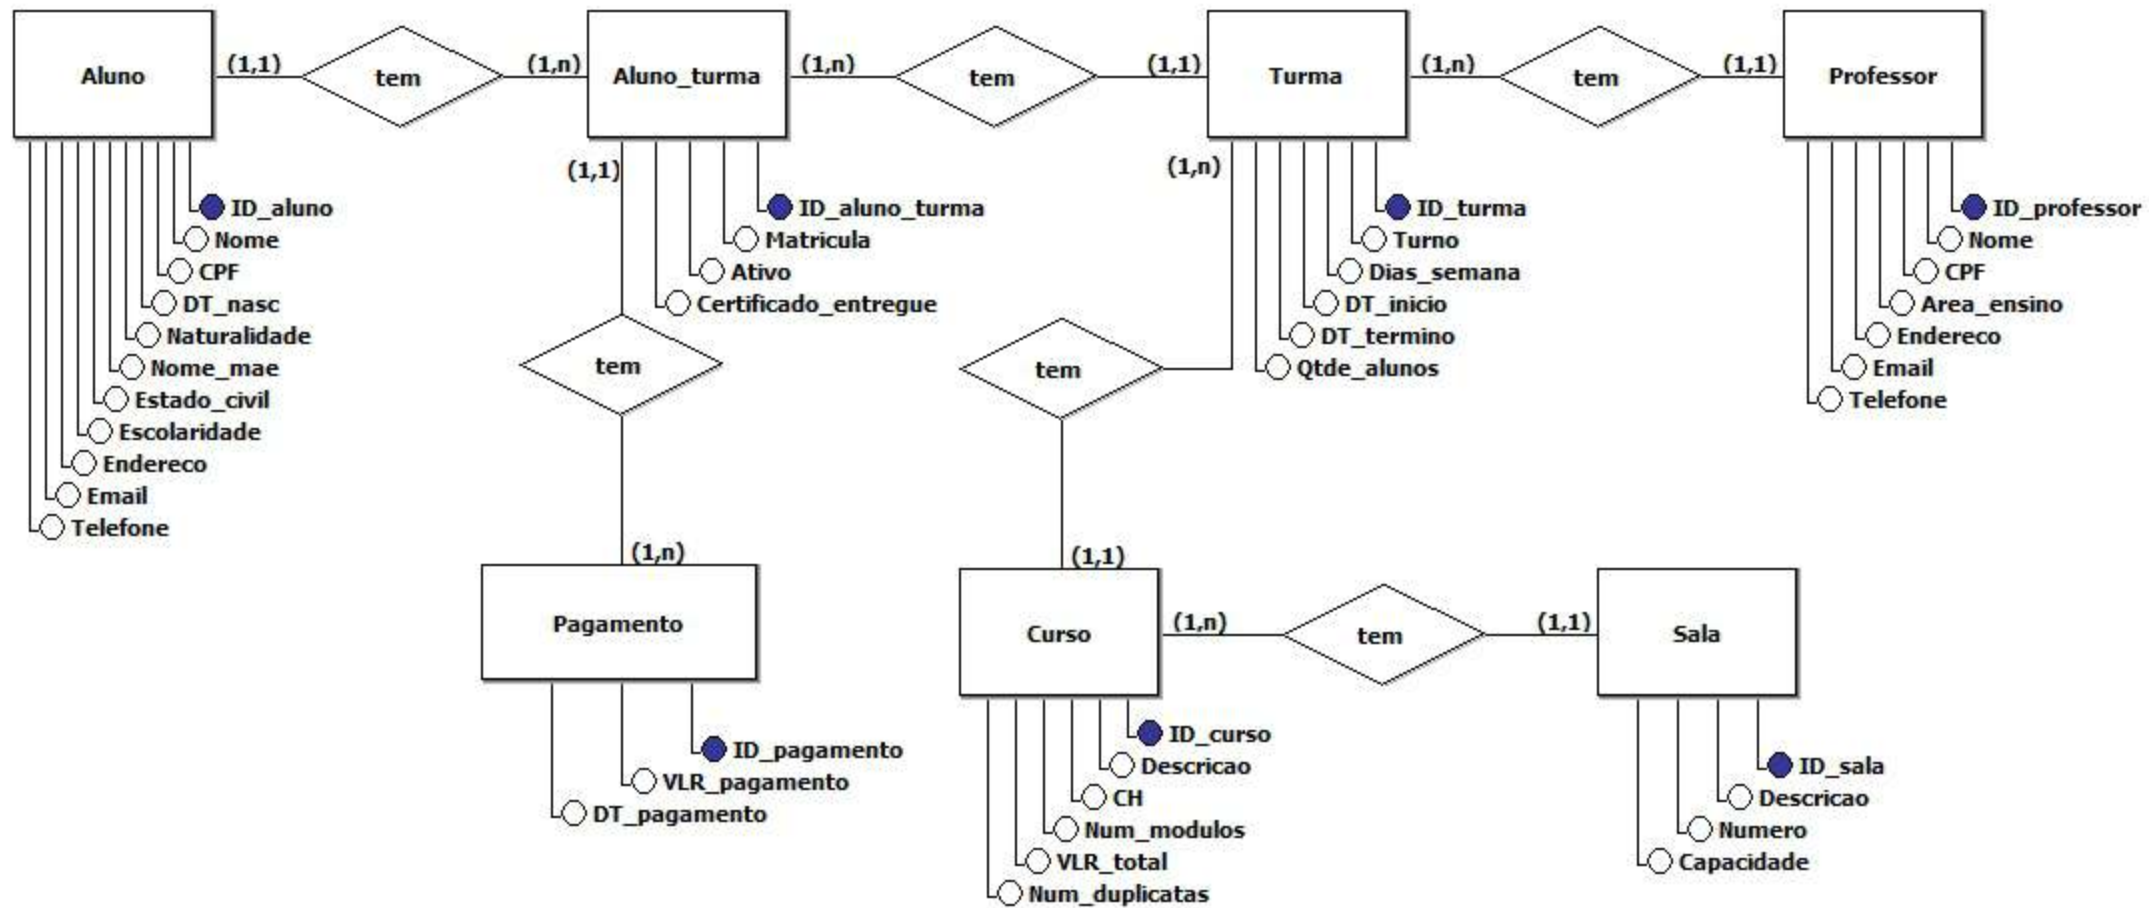 Aluno
(1,1)
tem
(1,n)
Aluno_turma
(1,n)
tem
(1,1)
Turma
(1,n)
tem
(1,1)
Professor
ID_aluno
Nome
CPF
DT_nasc
Naturalidade
Nome_mae
Estado_civil
Escolaridade
Endereco
Email
Telefone
(1,1)
ID_aluno_turma
Matricula
Ativo
Certificado_entregue
tem
(1,n)
(1,n)
ID_turma
Turno
Dias_semana
DT_inicio
DT_termino
Qtde_alunos
tem
(1,1)
ID_professor
Nome
CPF
Area_ensino
Endereco
Email
Telefone
Pagamento
ID_pagamento
VLR_pagamento
DT_pagamento
Curso
(1,n)
tem
(1,1)
Sala
ID_curso
Descricao
CH
Num_modulos
VLR_total
Num_duplicatas
ID_sala
Descricao
Numero
Capacidade